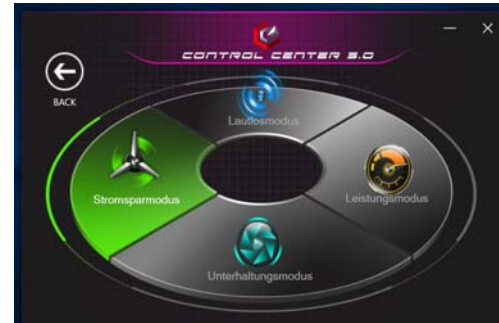 CONTROL CENTER 3.0
BACK
Lautlosmodus
Stromsparmodus
Leistungsmodus
Unterhaltungsmodus